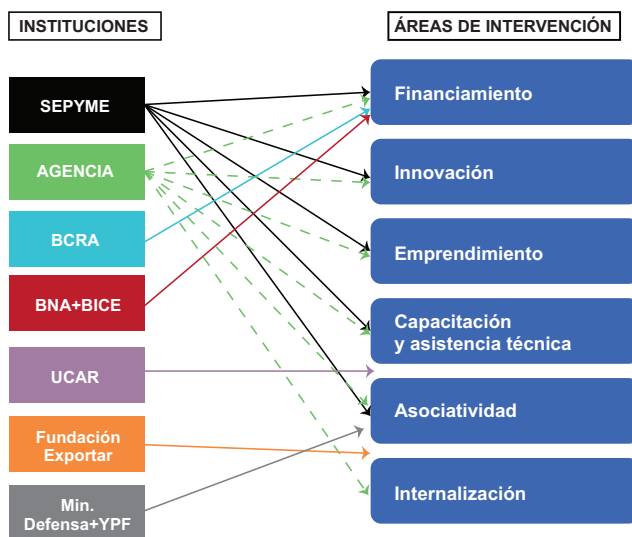 INSTITUCIONES
SEPYME
AGENCIA
BCRA
BNA+BICE
UCAR
Fundación
Exportar
Min.
Defensa+YPF
ÁREAS DE INTERVENCIÓN
Financiamiento
Innovación
Emprendimiento
Capacitación
y asistencia técnica
Asociatividad
Internalización